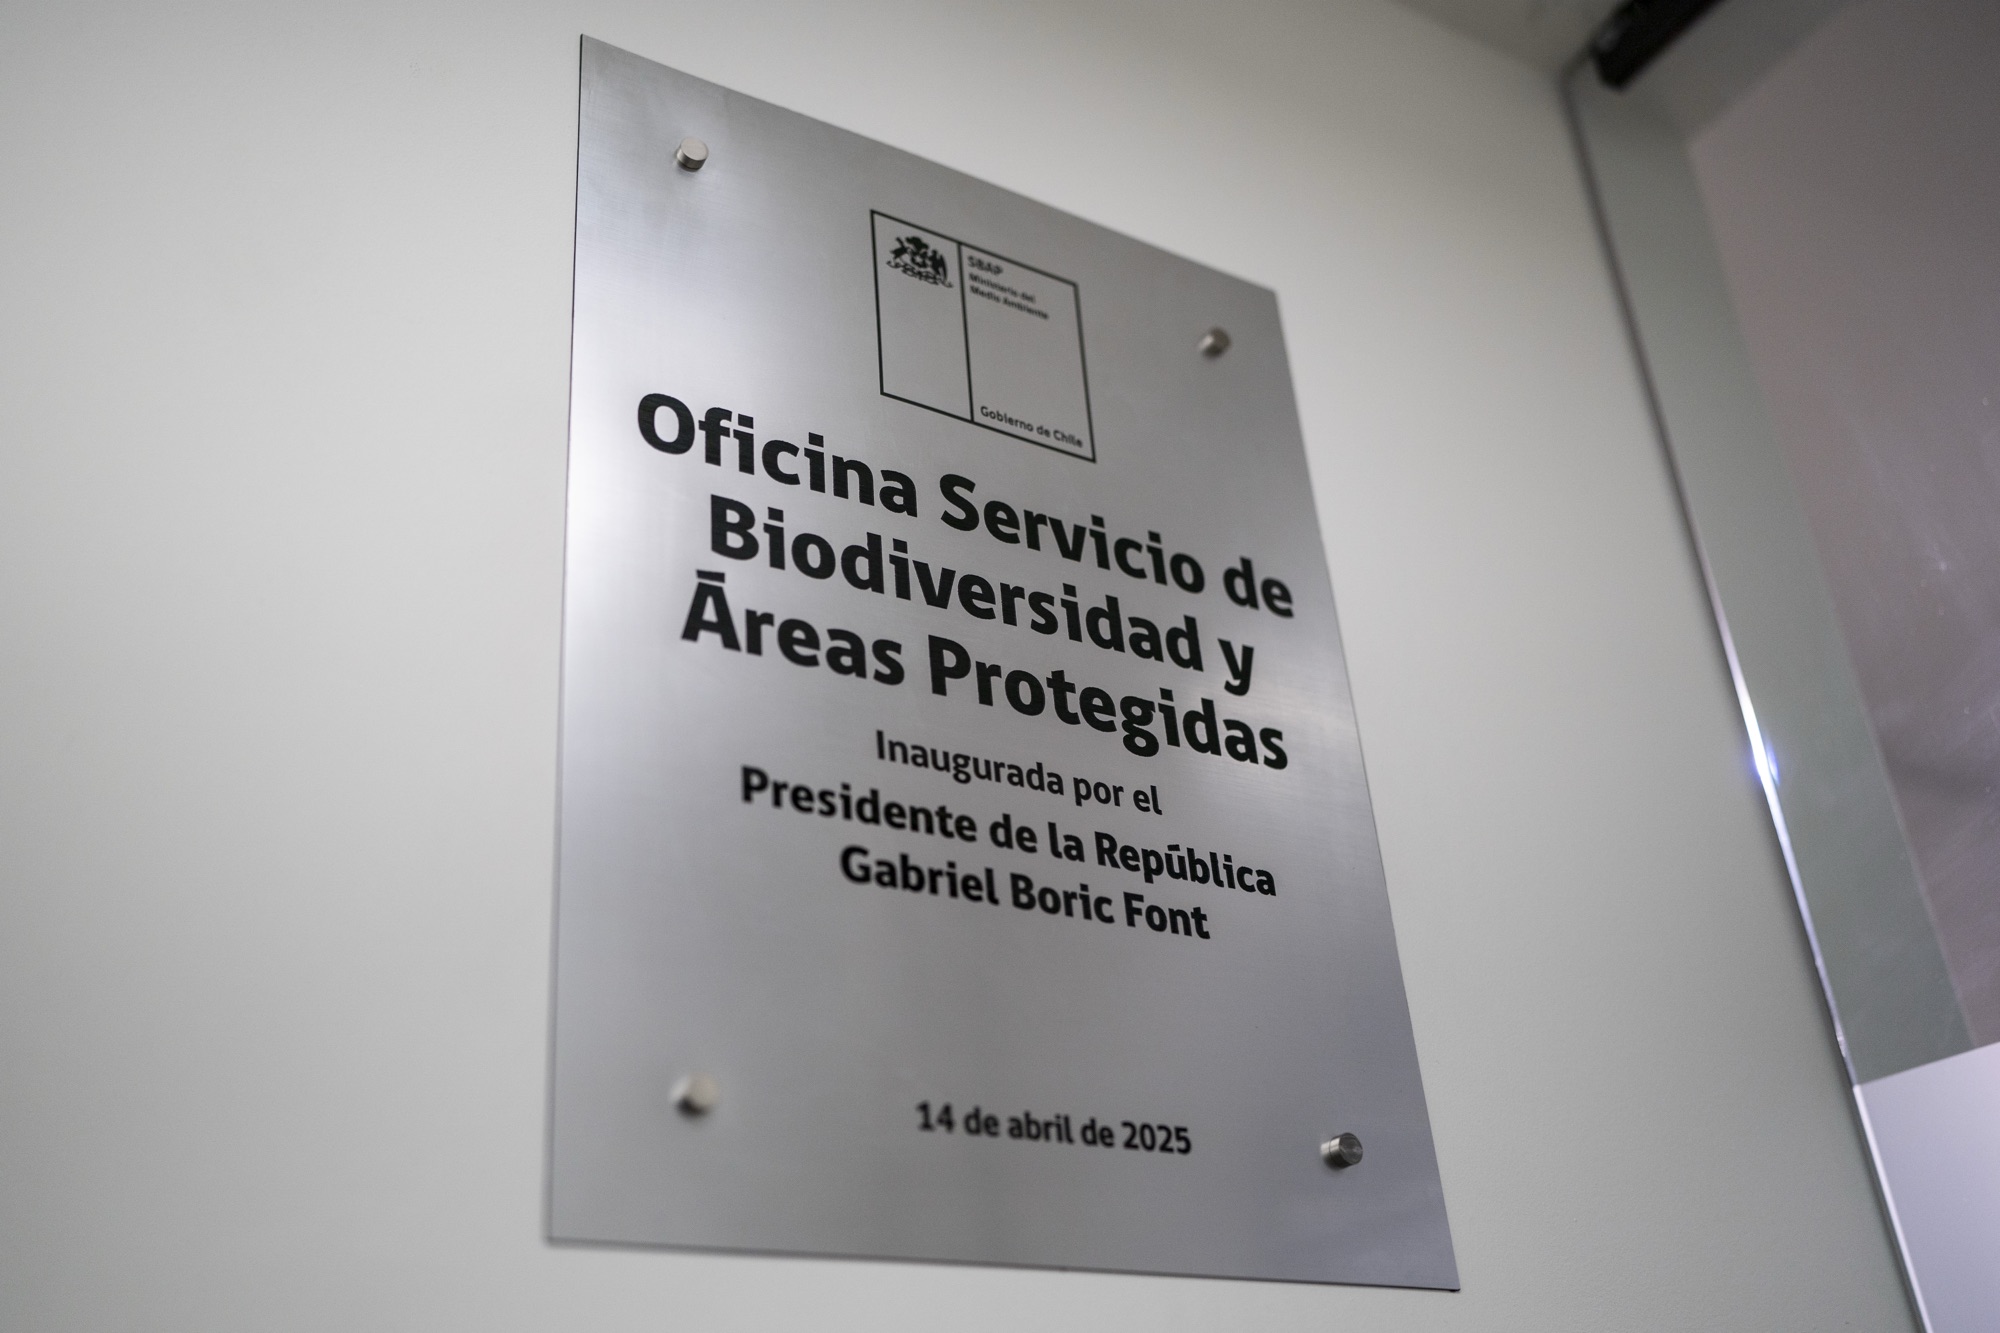 SBAP
Ministerio del
Medio Ambiente
Gobierno de Chile
Oficina Servicio de
Biodiversidad y
Āreas Protegidas
Inaugurada por el
Presidente de la Repūblica
Gabriel Boric Font
14 de abril de 2025